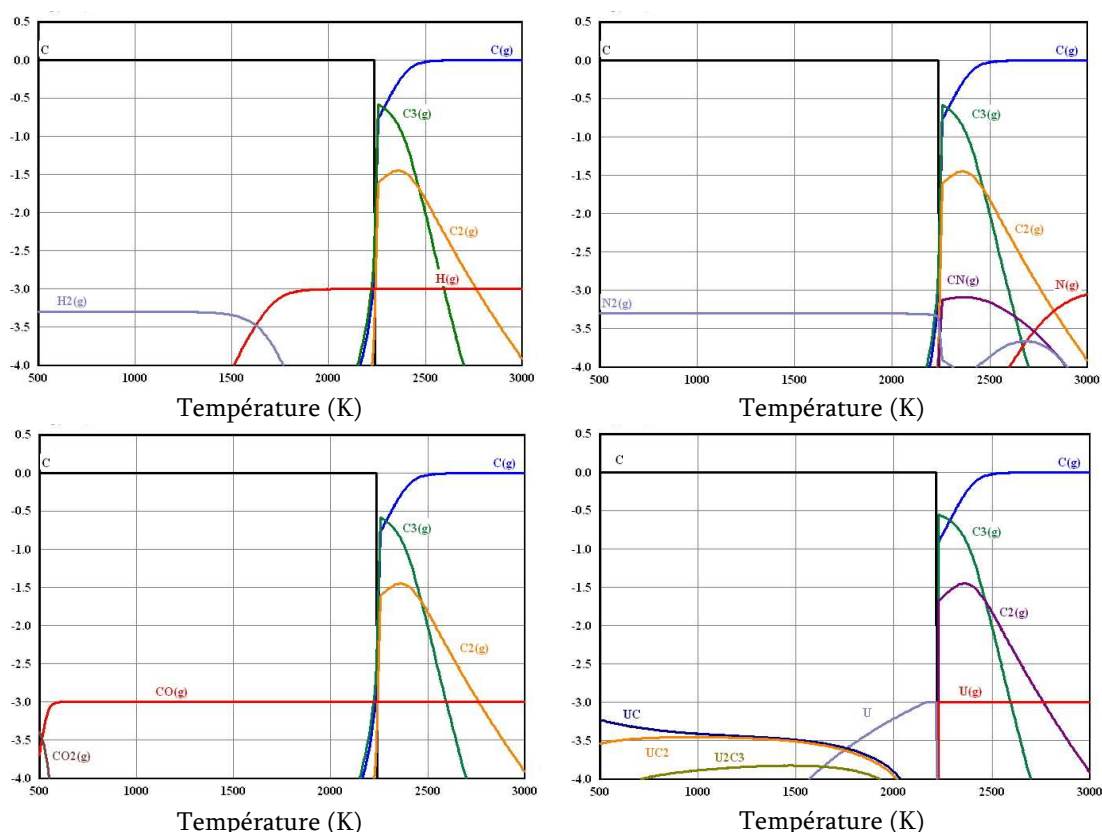 0.5
C
C(g)
0.0
-0.5
C3(g)
-1.0
-1.5
-2.0
C2(g)
-2.5
H(g)
-3.0
H2(g)
-3.5
-4.0
500 1000 1500 2000 2500 3000
Température (K)
0.5
C
C(g)
0.0
-0.5
C3(g)
-1.0
-1.5
-2.0
C2(g)
-2.5
CN(g)
N(g)
-3.0
N2(g)
-3.5
-4.0
500 1000 1500 2000 2500 3000
Température (K)
0.5
C
C(g)
0.0
-0.5
C3(g)
-1.0
-1.5
-2.0
C2(g)
-2.5
CO(g)
-3.0
-3.5
CO2(g)
-4.0
500 1000 1500 2000 2500 3000
Température (K)
0.5
C
C(g)
0.0
-0.5
C3(g)
-1.0
-1.5
C2(g)
-2.0
-2.5
-3.0
U(g)
UC
U
-3.5
UC2
U2C3
-4.0
500 1000 1500 2000 2500 3000
Température (K)